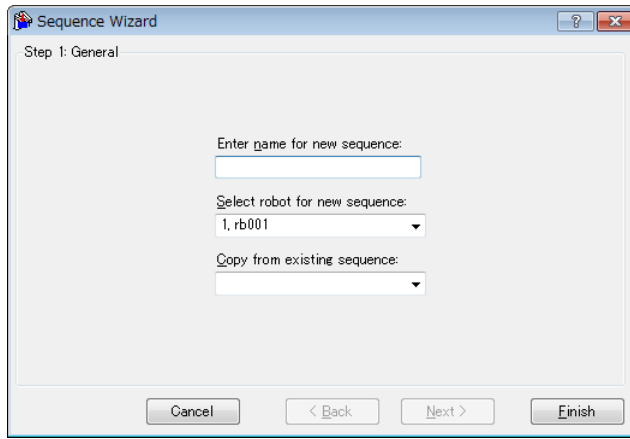 Sequence Wizard
?
Step 1: General
Enter name for new sequence:
Select robot for new sequence:
1, rb001
Copy from existing sequence:
Cancel
< Back
Next >
Finish